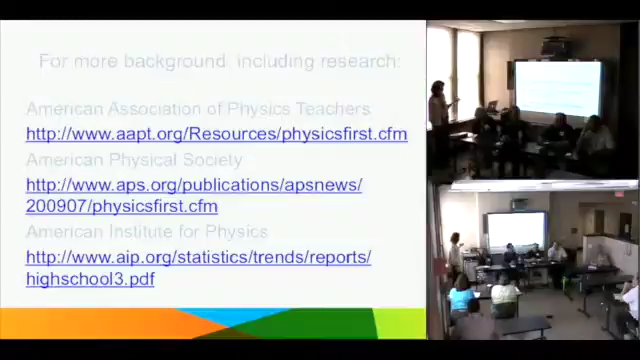 For more background, including research:
American Association of Physics Teachers
http://www.aapt.org/Resources/physicsfirst.cfm
American Physical Society
http://www.aps.org/publications/apsnews/
200907/physicsfirst.cfm
American Institute for Physics
http://www.aip.org/statistics/trends/reports/
highschool3.pdf